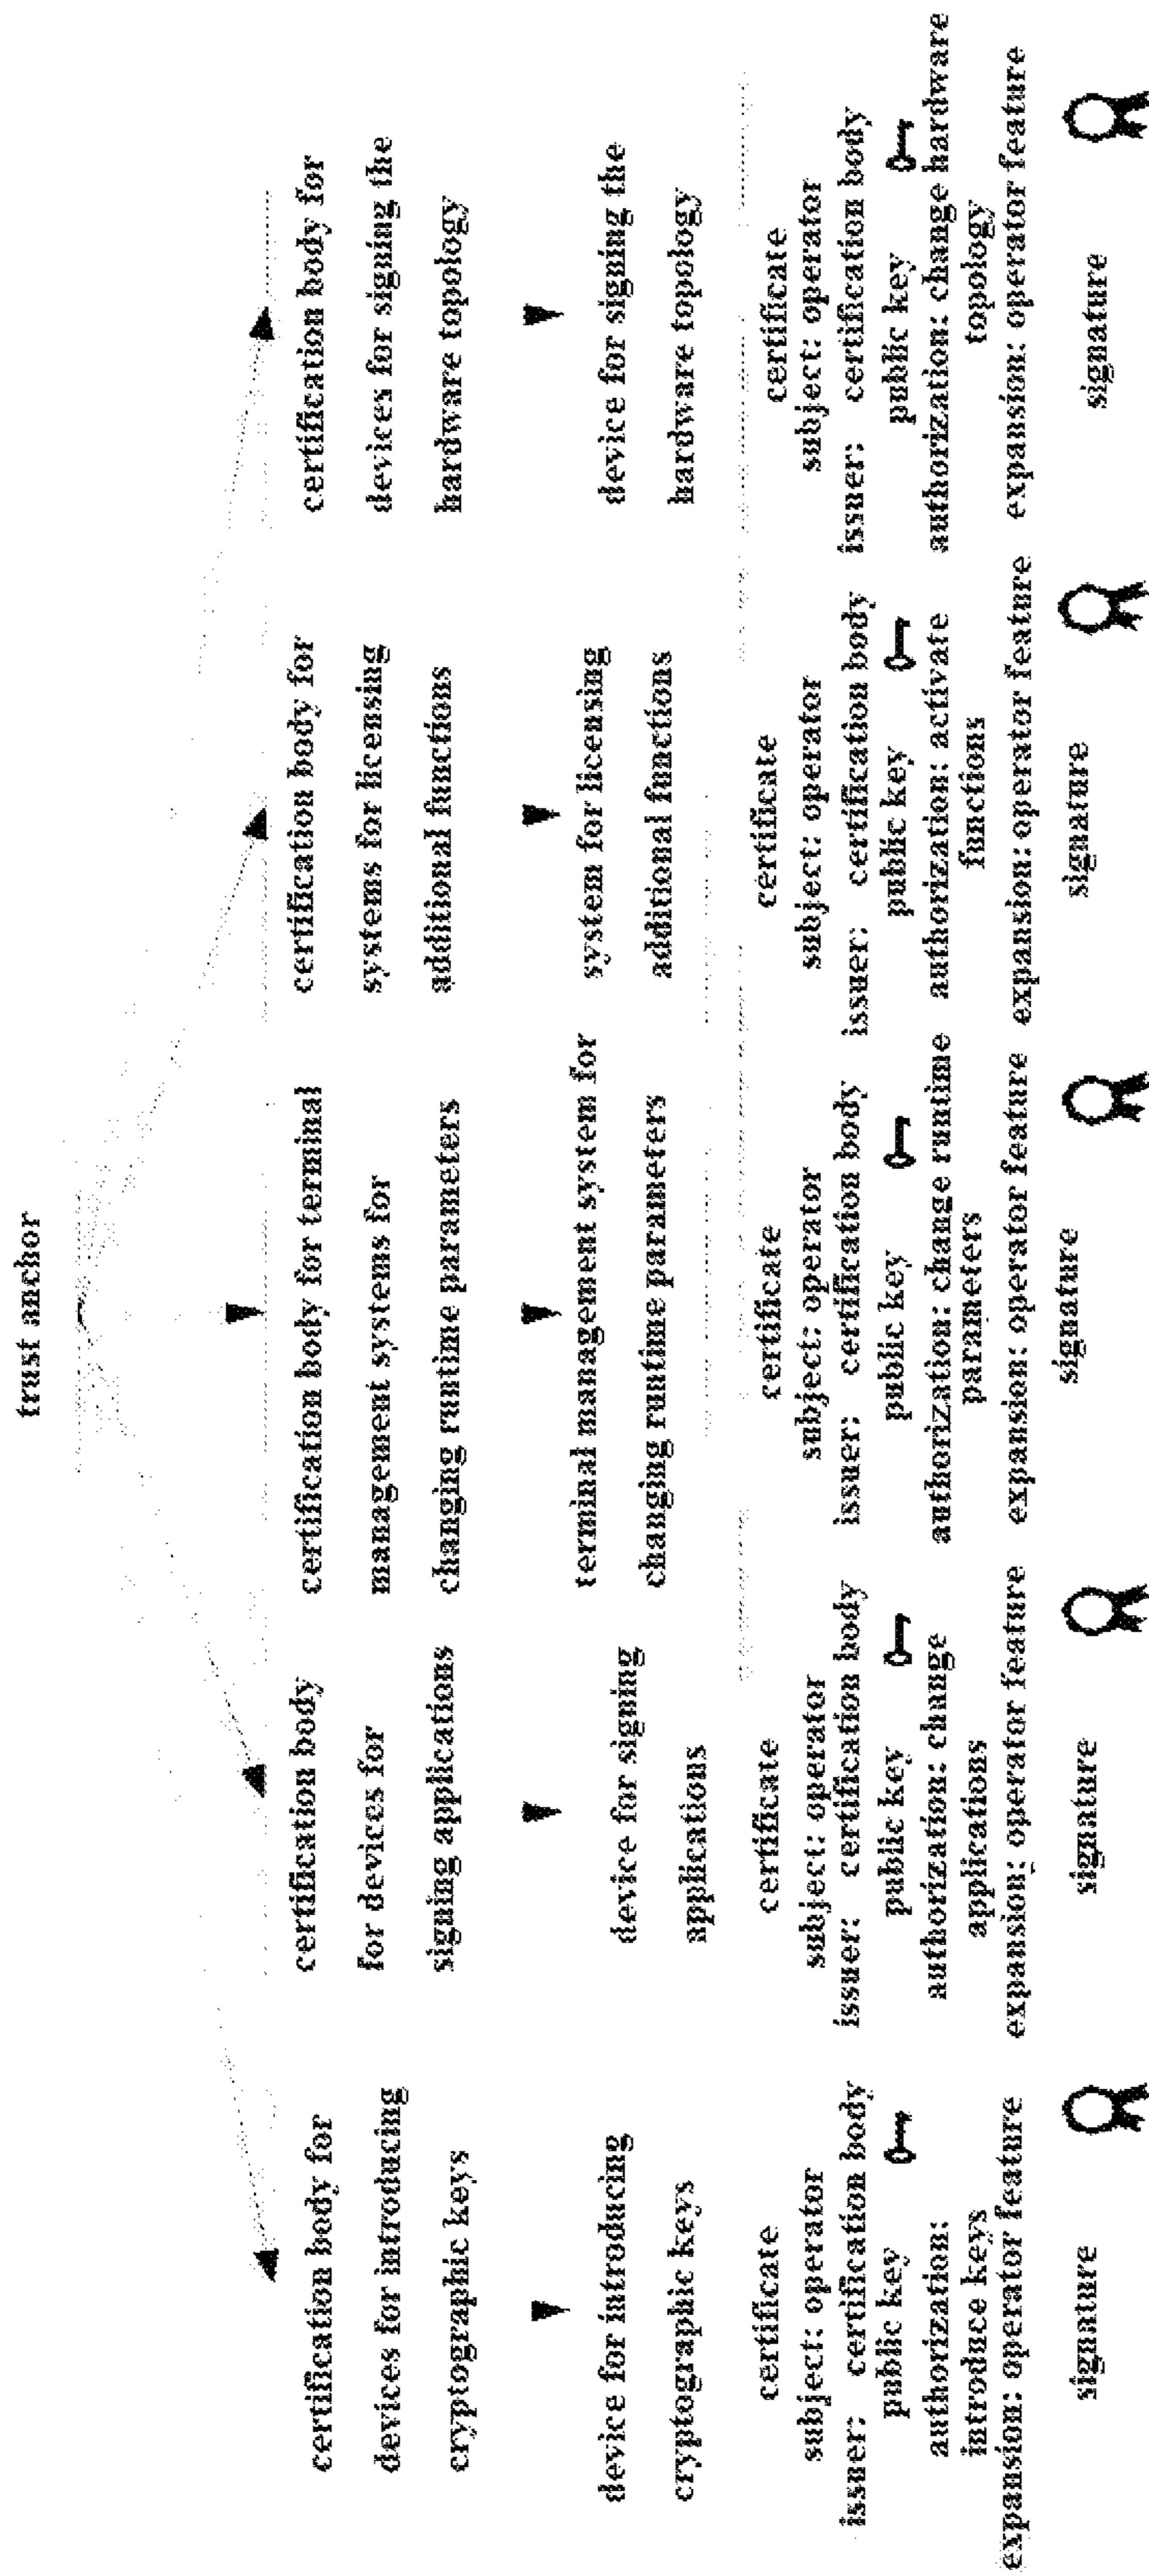 trust anchor
certification body for
devices for introducing
cryptographic keys
certification body
for devices for
signing applications
certification body for terminal
management systems for
changing runtime parameters
certification body for
systems for licensing
additional functions
certification body for
devices for signing the
hardware topology
device for introducing
cryptographic keys
device for signing
applications
terminal management system for
changing runtime parameters
system for licensing
additional functions
device for signing the
hardware topology
certificate
subject: operator
issuer: certification body
public key
authorization:
introduce keys
expansion: operator feature
signature
certificate
subject: operator
issuer: certification body
public key
authorization: change
applications
expansion: operator feature
signature
certificate
subject: operator
issuer: certification body
public key
authorization: change runtime
parameters
expansion: operator feature
signature
certificate
subject: operator
issuer: certification body
public key
authorization: activate
functions
expansion: operator feature
signature
certificate
subject: operator
issuer: certification body
public key
authorization: change hardware
topology
expansion: operator feature
signature